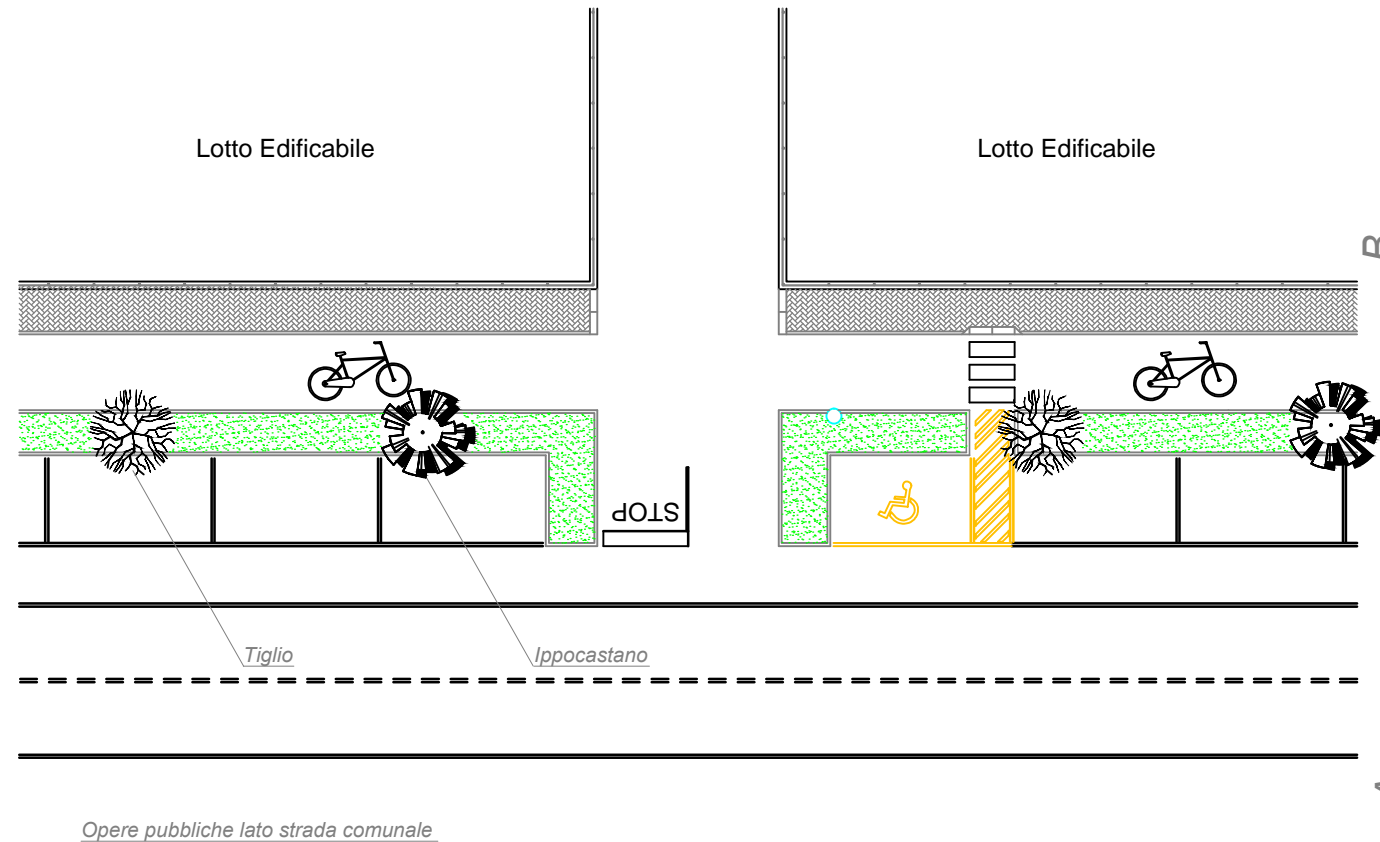 Lotto Edificabile
Lotto Edificabile
B
STOP
Tiglio
Ippocastano
Opere pubbliche lato strada comunale